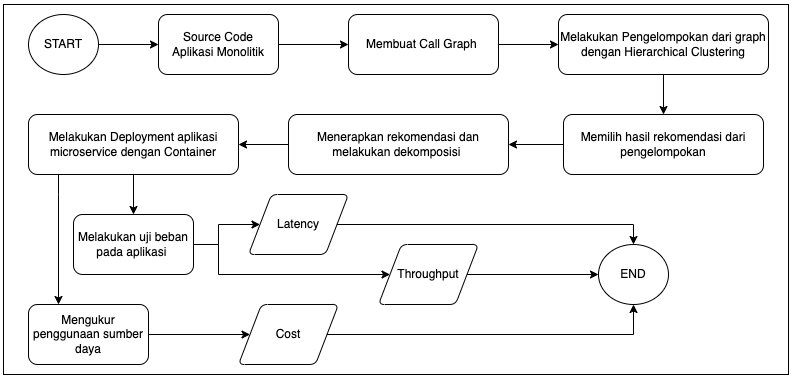 START
Source Code
Aplikasi Monolitik
Membuat Call Graph
Melakukan Pengelompokan dari graph
dengan Hierarchical Clustering
Memilih hasil rekomendasi dari
pengelompokan
Menerapkan rekomendasi dan
melakukan dekomposisi
Melakukan Deployment aplikasi
microservice dengan Container
Melakukan uji beban
pada aplikasi
Latency
Throughput
END
Mengukur
penggunaan sumber
daya
Cost